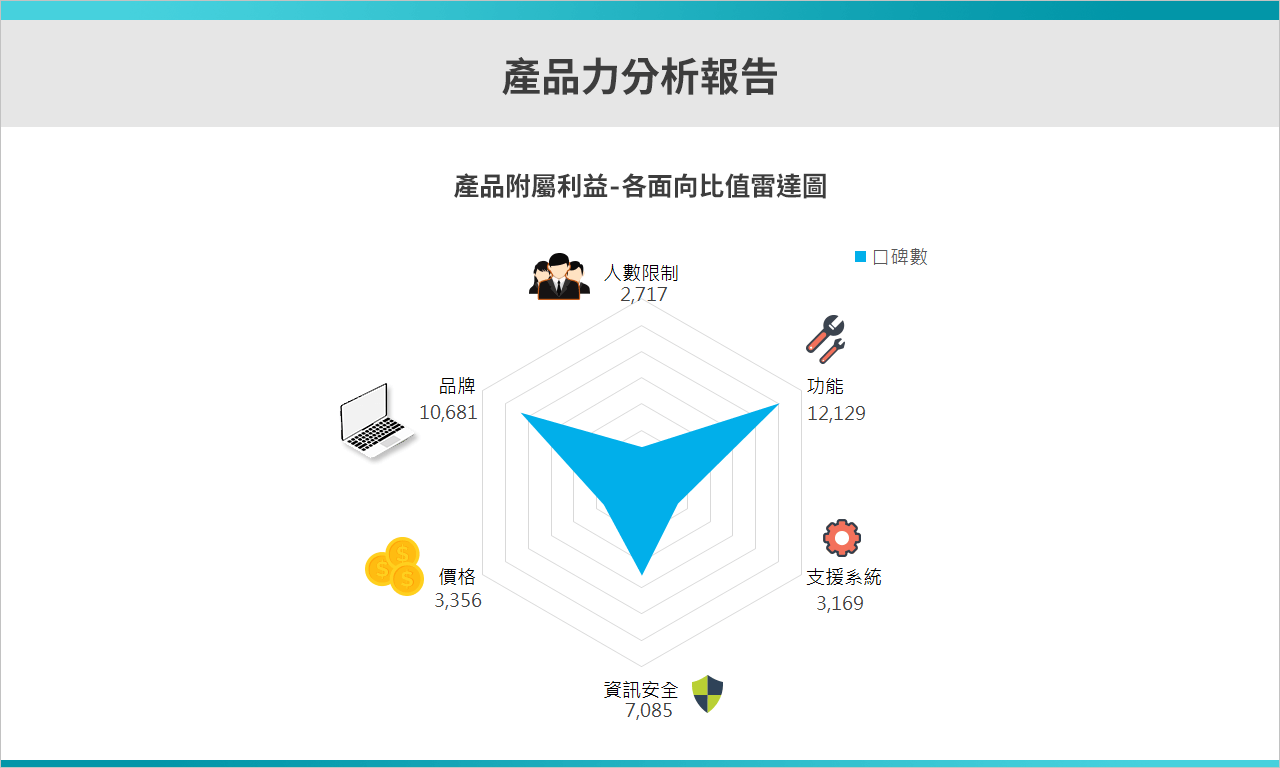 產品力分析報告
產品附屬利益-各面向比值雷達圖
口碑數
人數限制
2,717
功能
12,129
支援系統
3,169
資訊安全
7,085
價格
3,356
品牌
10,681